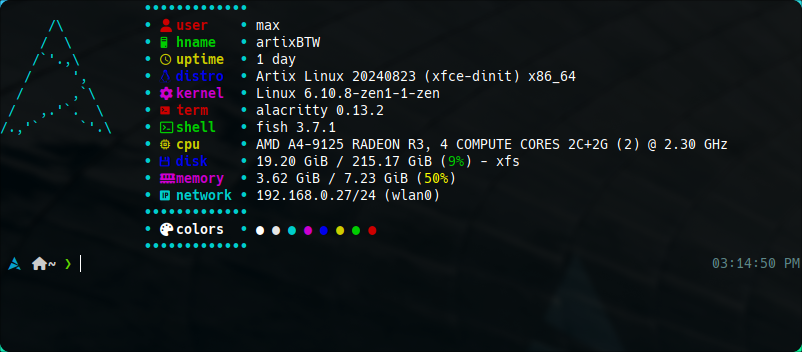 user • max
hname • artixBTW
uptime • 1 day
distro • Artix Linux 20240823 (xfce-dinit) x86_64
kernel • Linux 6.10.8-zen1-1-zen
term • alacritty 0.13.2
shell • fish 3.7.1
cpu • AMD A4-9125 RADEON R3, 4 COMPUTE CORES 2C+2G (2) @ 2.30 GHz
disk • 19.20 GiB / 215.17 GiB (9%) - xfs
memory • 3.62 GiB / 7.23 GiB (50%)
network • 192.168.0.27/24 (wlan0)
colors • ● ● ● ● ● ● ● ●
~ ❯ 03:14:50 PM